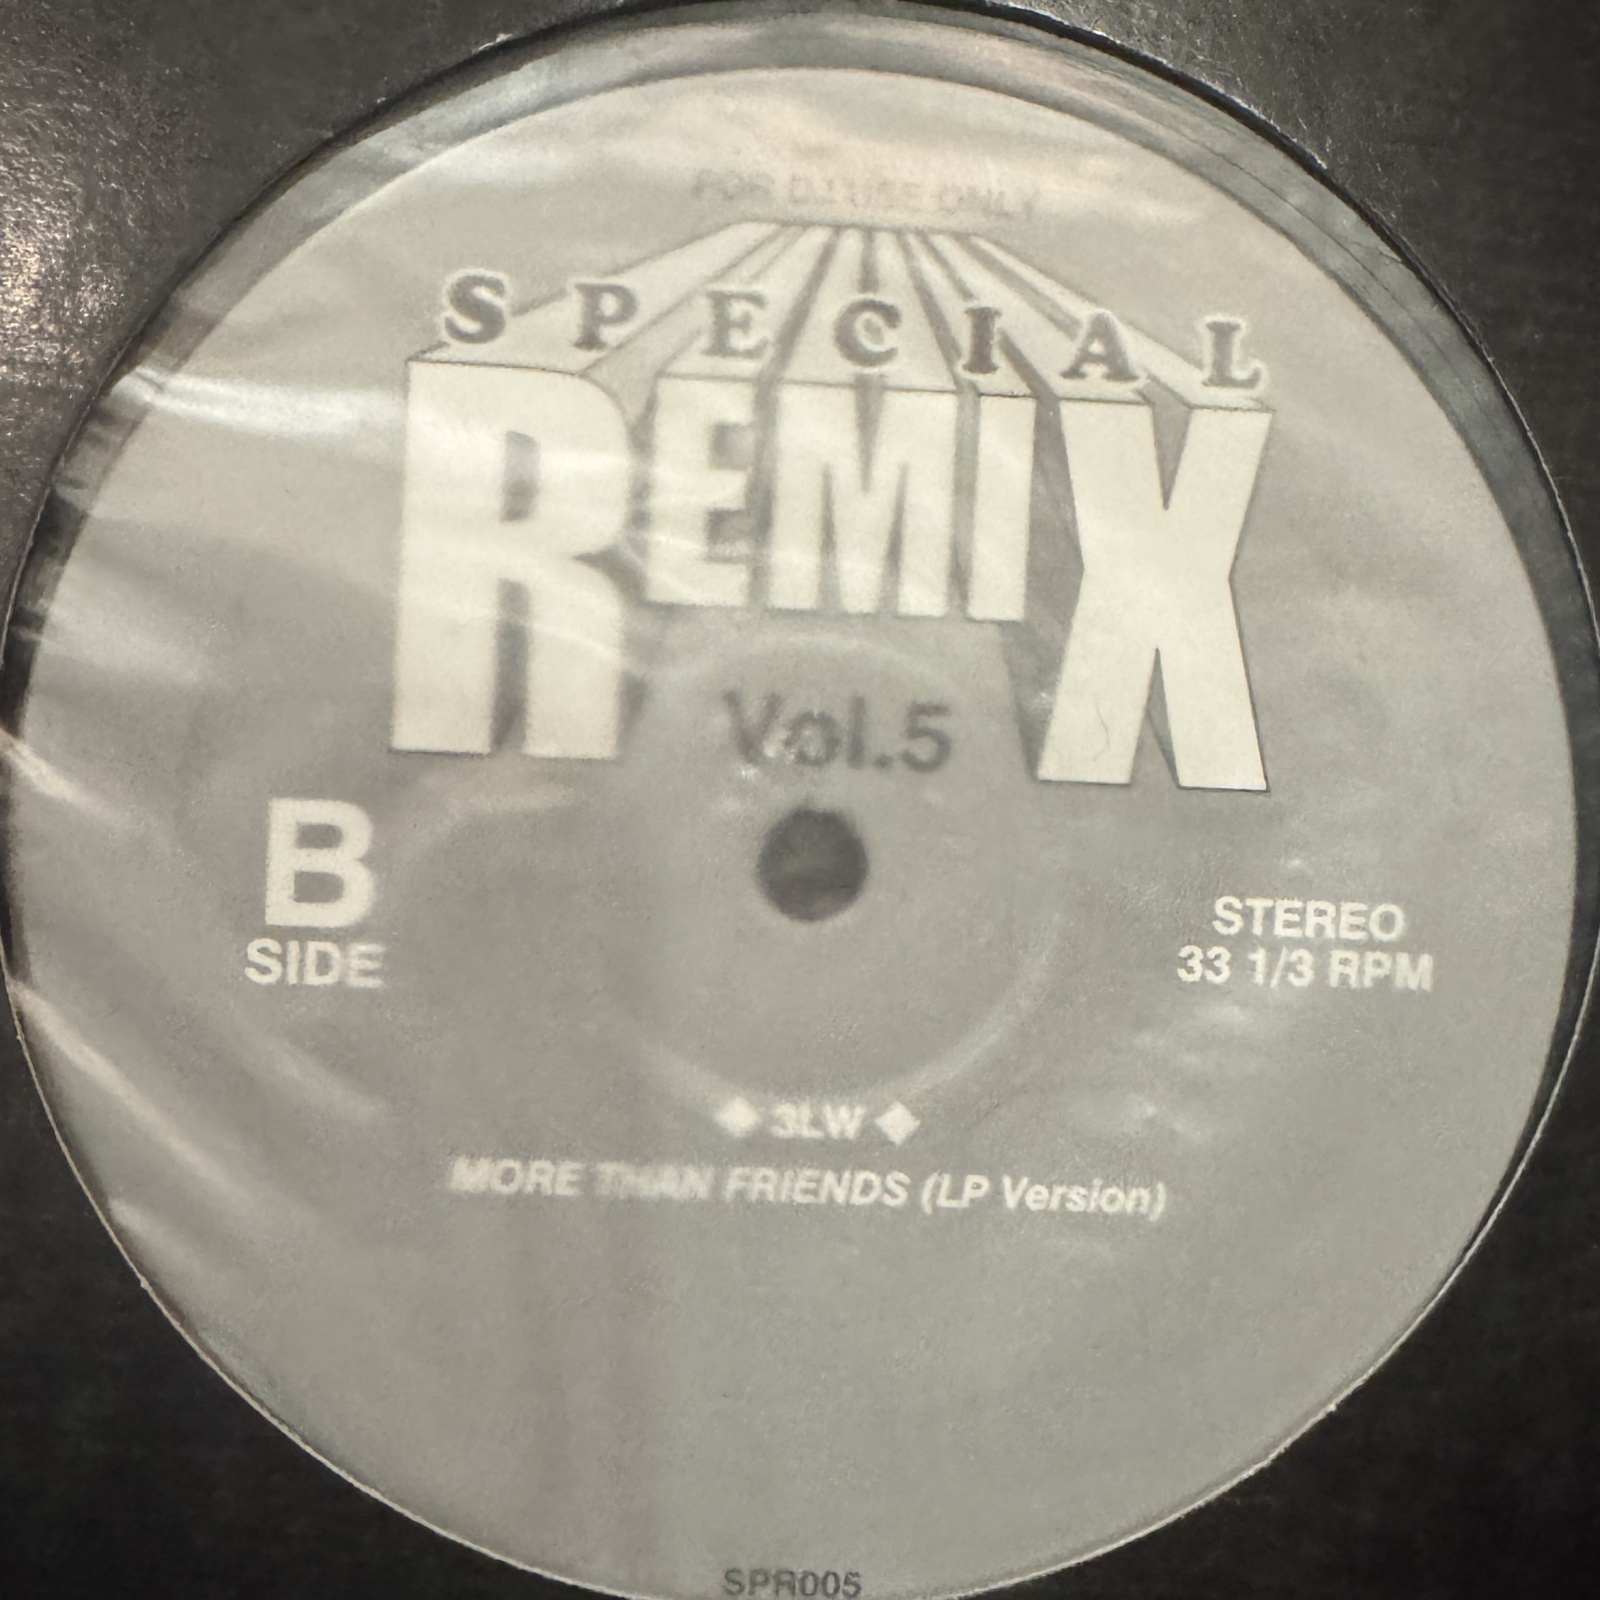 FOR DJ USE ONLY
SPECIAL
REMIX
Vol.5
B
SIDE
STEREO
33 1/3 RPM
◆ 3LW ◆
MORE THAN FRIENDS (LP Version)
SPR005